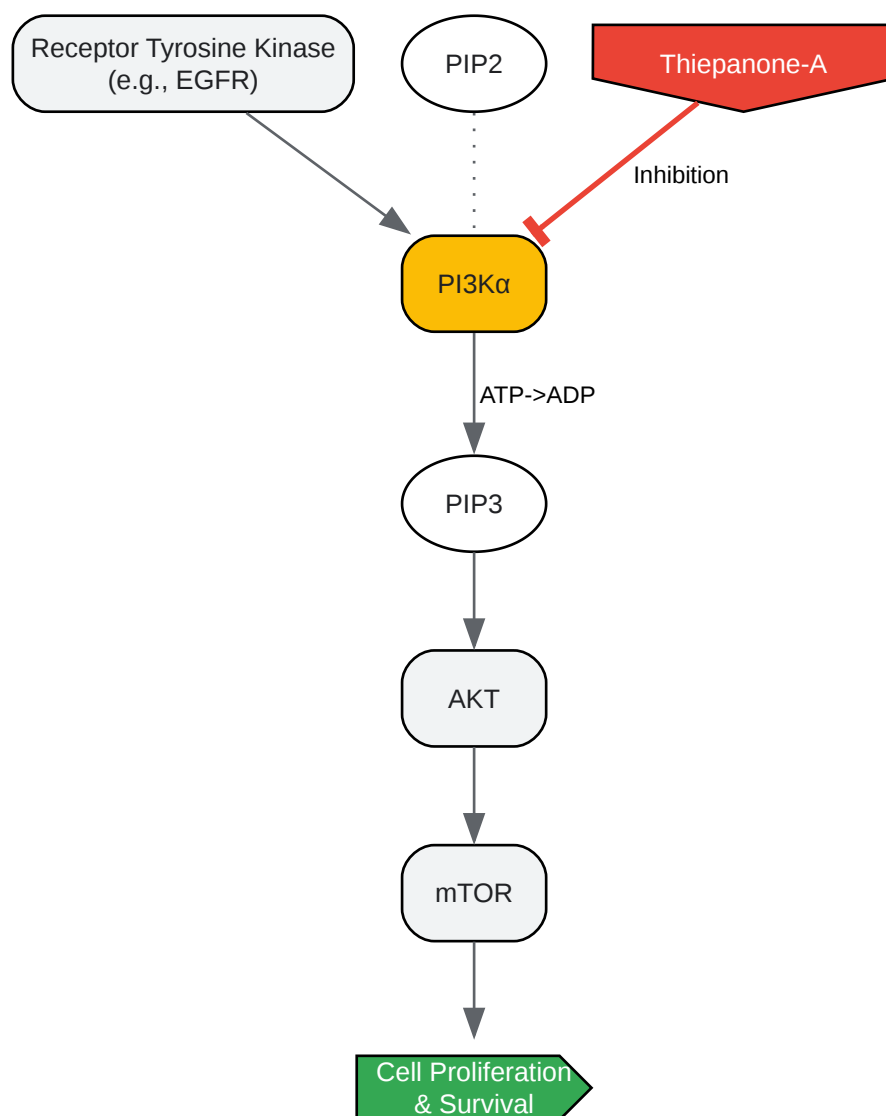 Receptor Tyrosine Kinase
(e.g., EGFR)
PIP2
Thiepanone-A
Inhibition
PI3Kα
ATP->ADP
PIP3
AKT
mTOR
Cell Proliferation
& Survival